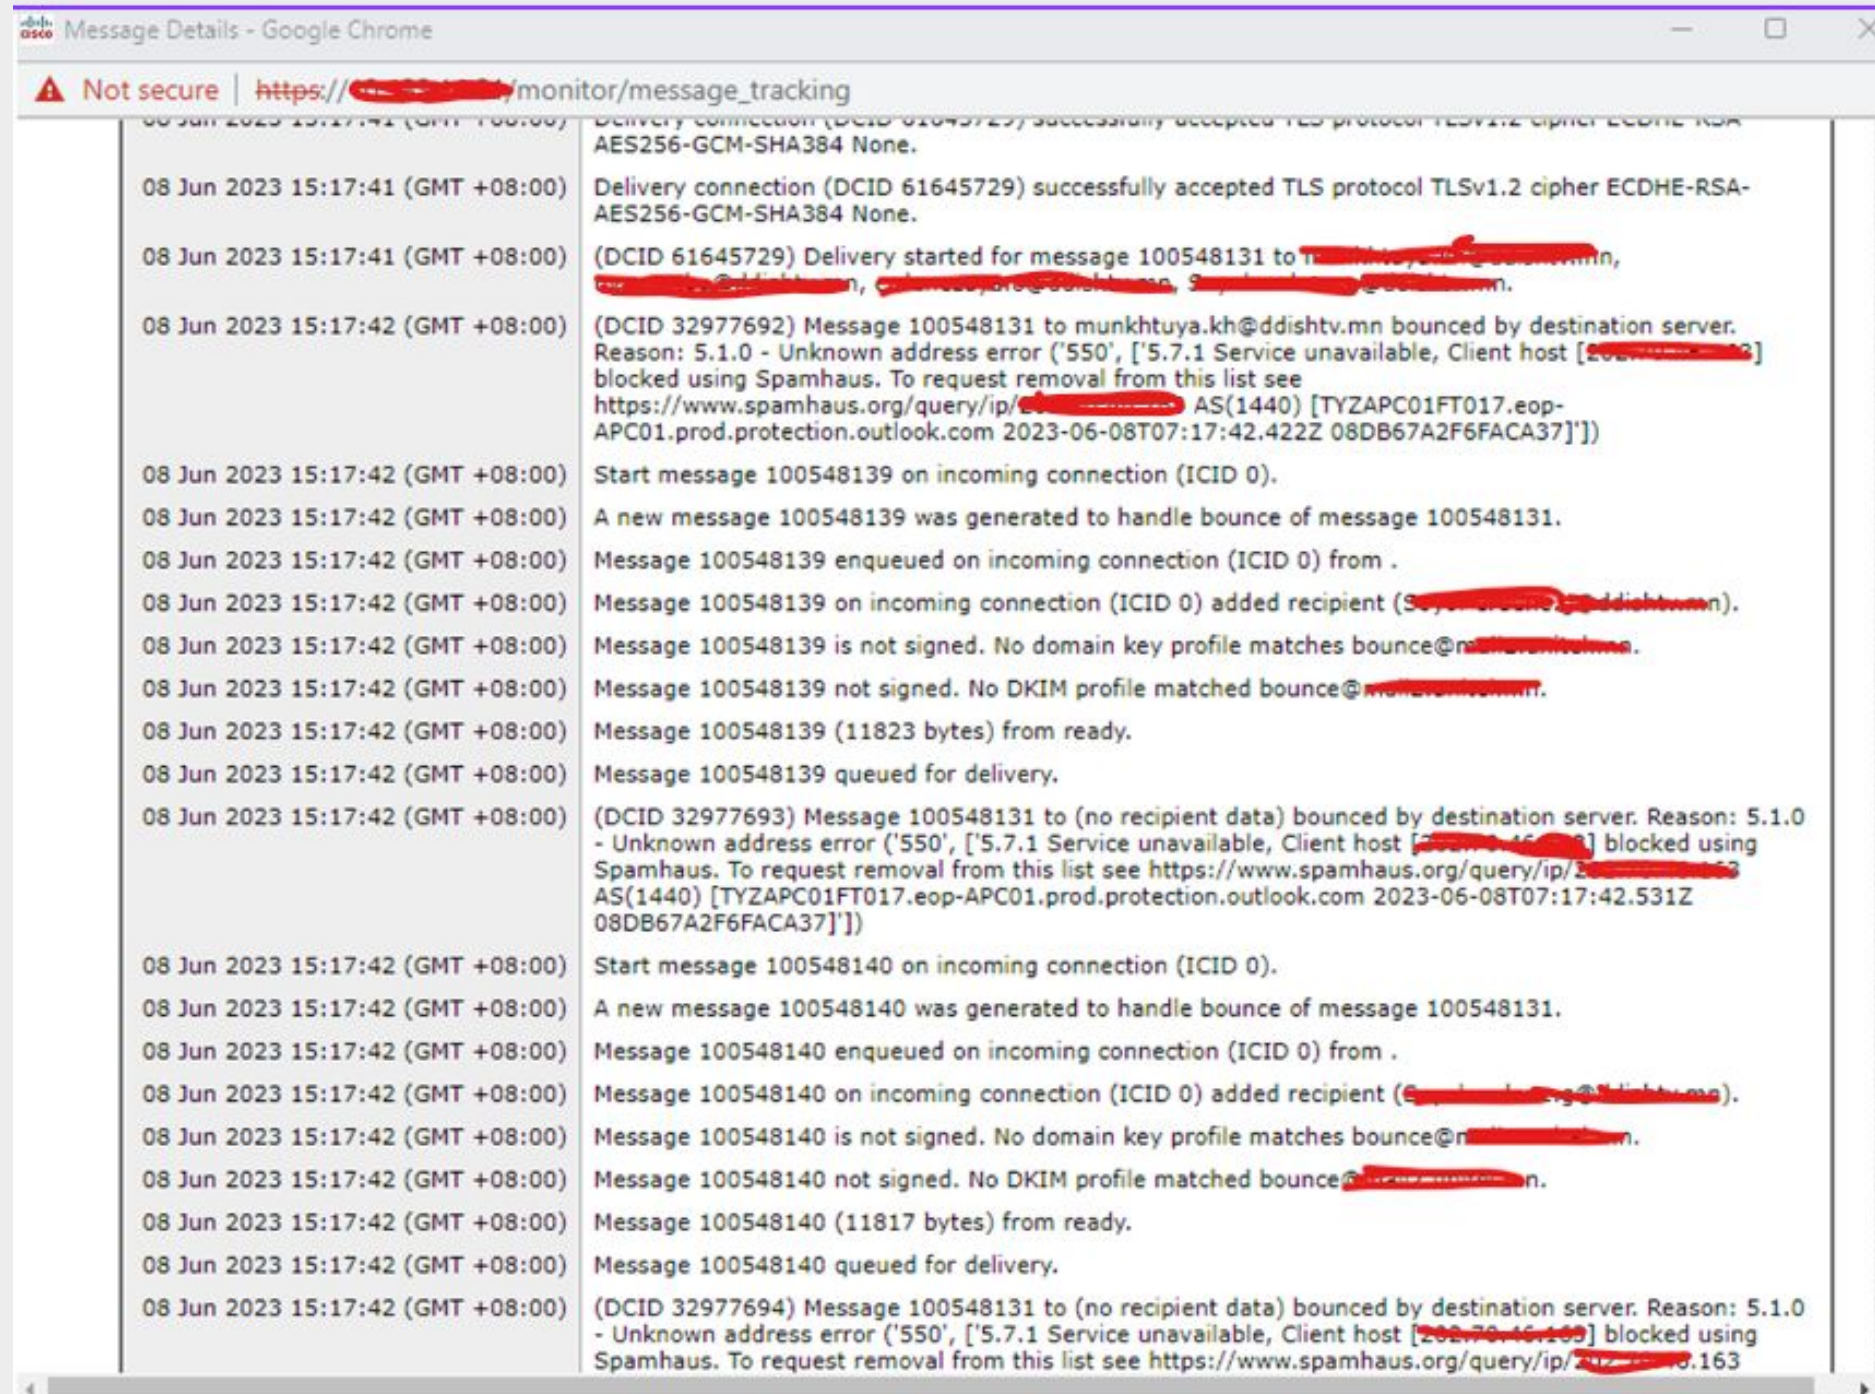 Message Details - Google Chrome
Not secure | https:// /monitor/message_tracking
AES256-GCM-SHA384 None.
08 Jun 2023 15:17:41 (GMT +08:00) Delivery connection (DCID 61645729) successfully accepted TLS protocol TLSv1.2 cipher ECDHE-RSA-
AES256-GCM-SHA384 None.
08 Jun 2023 15:17:41 (GMT +08:00) (DCID 61645729) Delivery started for message 100548131 to
08 Jun 2023 15:17:42 (GMT +08:00) (DCID 32977692) Message 100548131 to munkhtuya.kh@ddishtv.mn bounced by destination server.
Reason: 5.1.0 - Unknown address error ('550', ['5.7.1 Service unavailable, Client host [ ]
blocked using Spamhaus. To request removal from this list see
https://www.spamhaus.org/query/ip/ AS(1440) [TYZAPC01FT017.eop-
APC01.prod.protection.outlook.com 2023-06-08T07:17:42.422Z 08DB67A2F6FACA37]'])
08 Jun 2023 15:17:42 (GMT +08:00) Start message 100548139 on incoming connection (ICID 0).
08 Jun 2023 15:17:42 (GMT +08:00) A new message 100548139 was generated to handle bounce of message 100548131.
08 Jun 2023 15:17:42 (GMT +08:00) Message 100548139 enqueued on incoming connection (ICID 0) from .
08 Jun 2023 15:17:42 (GMT +08:00) Message 100548139 on incoming connection (ICID 0) added recipient ( ).
08 Jun 2023 15:17:42 (GMT +08:00) Message 100548139 is not signed. No domain key profile matches bounce@
08 Jun 2023 15:17:42 (GMT +08:00) Message 100548139 not signed. No DKIM profile matched bounce@
08 Jun 2023 15:17:42 (GMT +08:00) Message 100548139 (11823 bytes) from ready.
08 Jun 2023 15:17:42 (GMT +08:00) Message 100548139 queued for delivery.
08 Jun 2023 15:17:42 (GMT +08:00) (DCID 32977693) Message 100548131 to (no recipient data) bounced by destination server. Reason: 5.1.0
- Unknown address error ('550', ['5.7.1 Service unavailable, Client host [ ] blocked using
Spamhaus. To request removal from this list see https://www.spamhaus.org/query/ip/
AS(1440) [TYZAPC01FT017.eop-APC01.prod.protection.outlook.com 2023-06-08T07:17:42.531Z
08DB67A2F6FACA37]'])
08 Jun 2023 15:17:42 (GMT +08:00) Start message 100548140 on incoming connection (ICID 0).
08 Jun 2023 15:17:42 (GMT +08:00) A new message 100548140 was generated to handle bounce of message 100548131.
08 Jun 2023 15:17:42 (GMT +08:00) Message 100548140 enqueued on incoming connection (ICID 0) from .
08 Jun 2023 15:17:42 (GMT +08:00) Message 100548140 on incoming connection (ICID 0) added recipient ( ).
08 Jun 2023 15:17:42 (GMT +08:00) Message 100548140 is not signed. No domain key profile matches bounce@
08 Jun 2023 15:17:42 (GMT +08:00) Message 100548140 not signed. No DKIM profile matched bounce
08 Jun 2023 15:17:42 (GMT +08:00) Message 100548140 (11817 bytes) from ready.
08 Jun 2023 15:17:42 (GMT +08:00) Message 100548140 queued for delivery.
08 Jun 2023 15:17:42 (GMT +08:00) (DCID 32977694) Message 100548131 to (no recipient data) bounced by destination server. Reason: 5.1.0
- Unknown address error ('550', ['5.7.1 Service unavailable, Client host [ ] blocked using
Spamhaus. To request removal from this list see https://www.spamhaus.org/query/ip/ .163